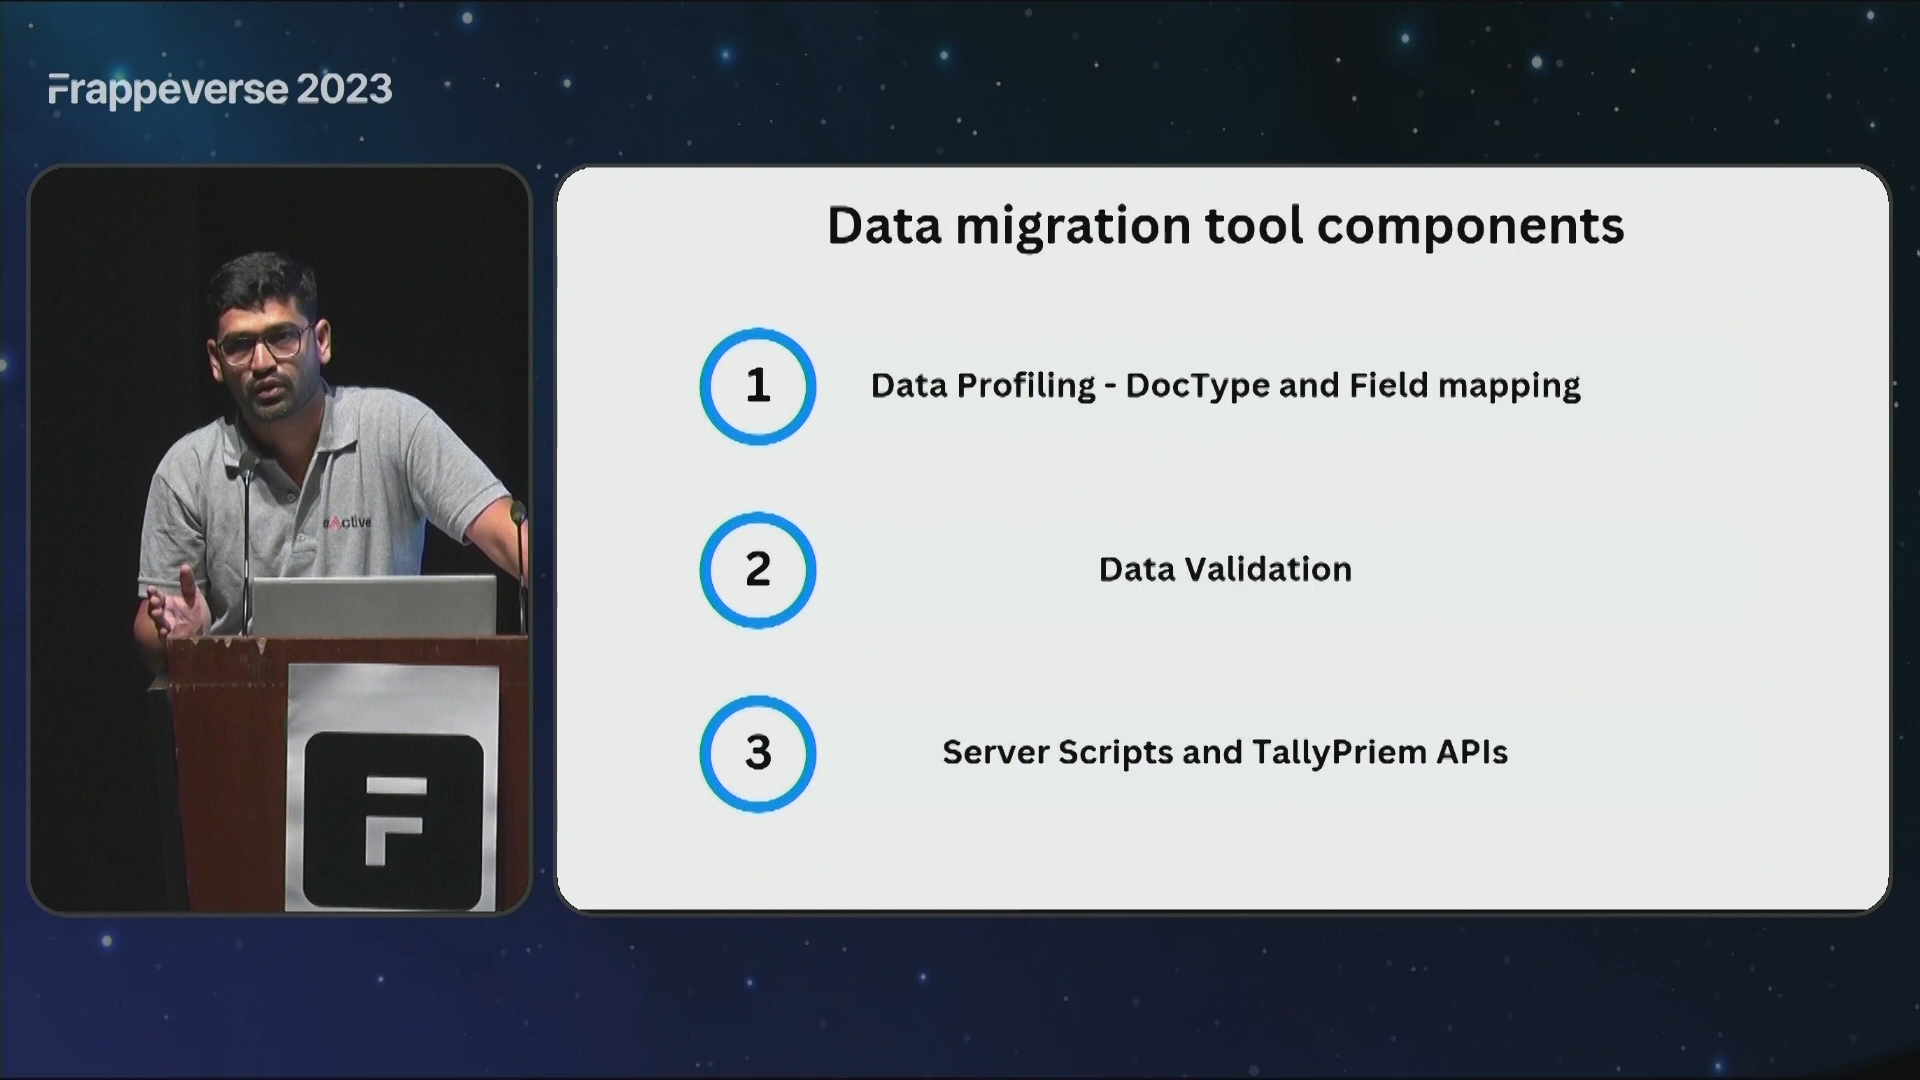 Frappeverse 2023
Data migration tool components
1
Data Profiling - DocType and Field mapping
2
Data Validation
3
Server Scripts and TallyPriem APIs